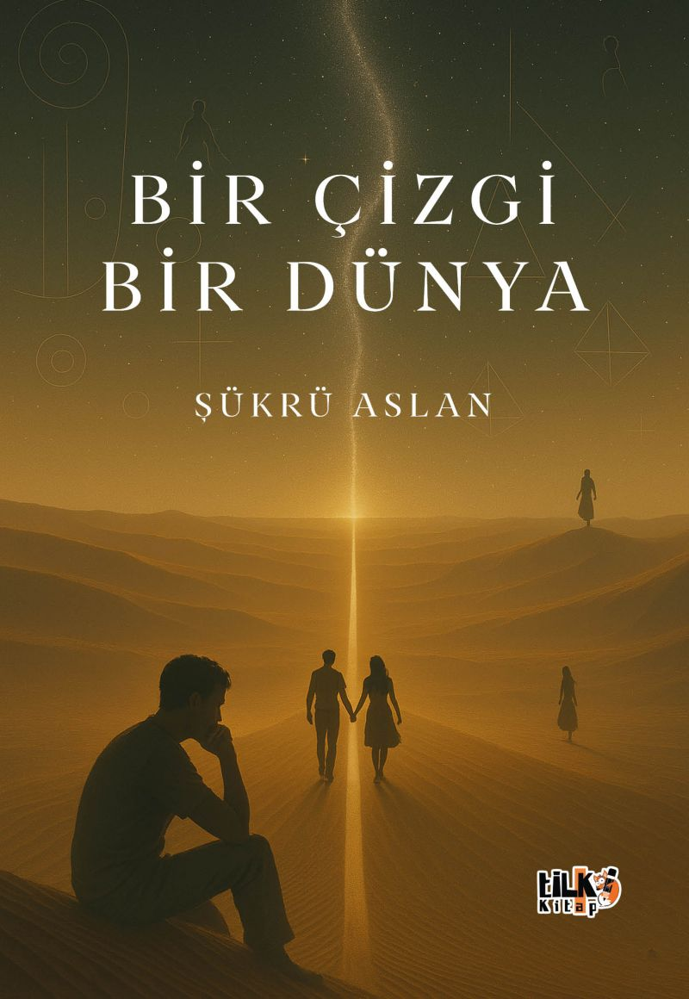 BİR ÇİZGİ
BİR DÜNYA
ŞÜKRÜ ASLAN
tiLKi
Kitap